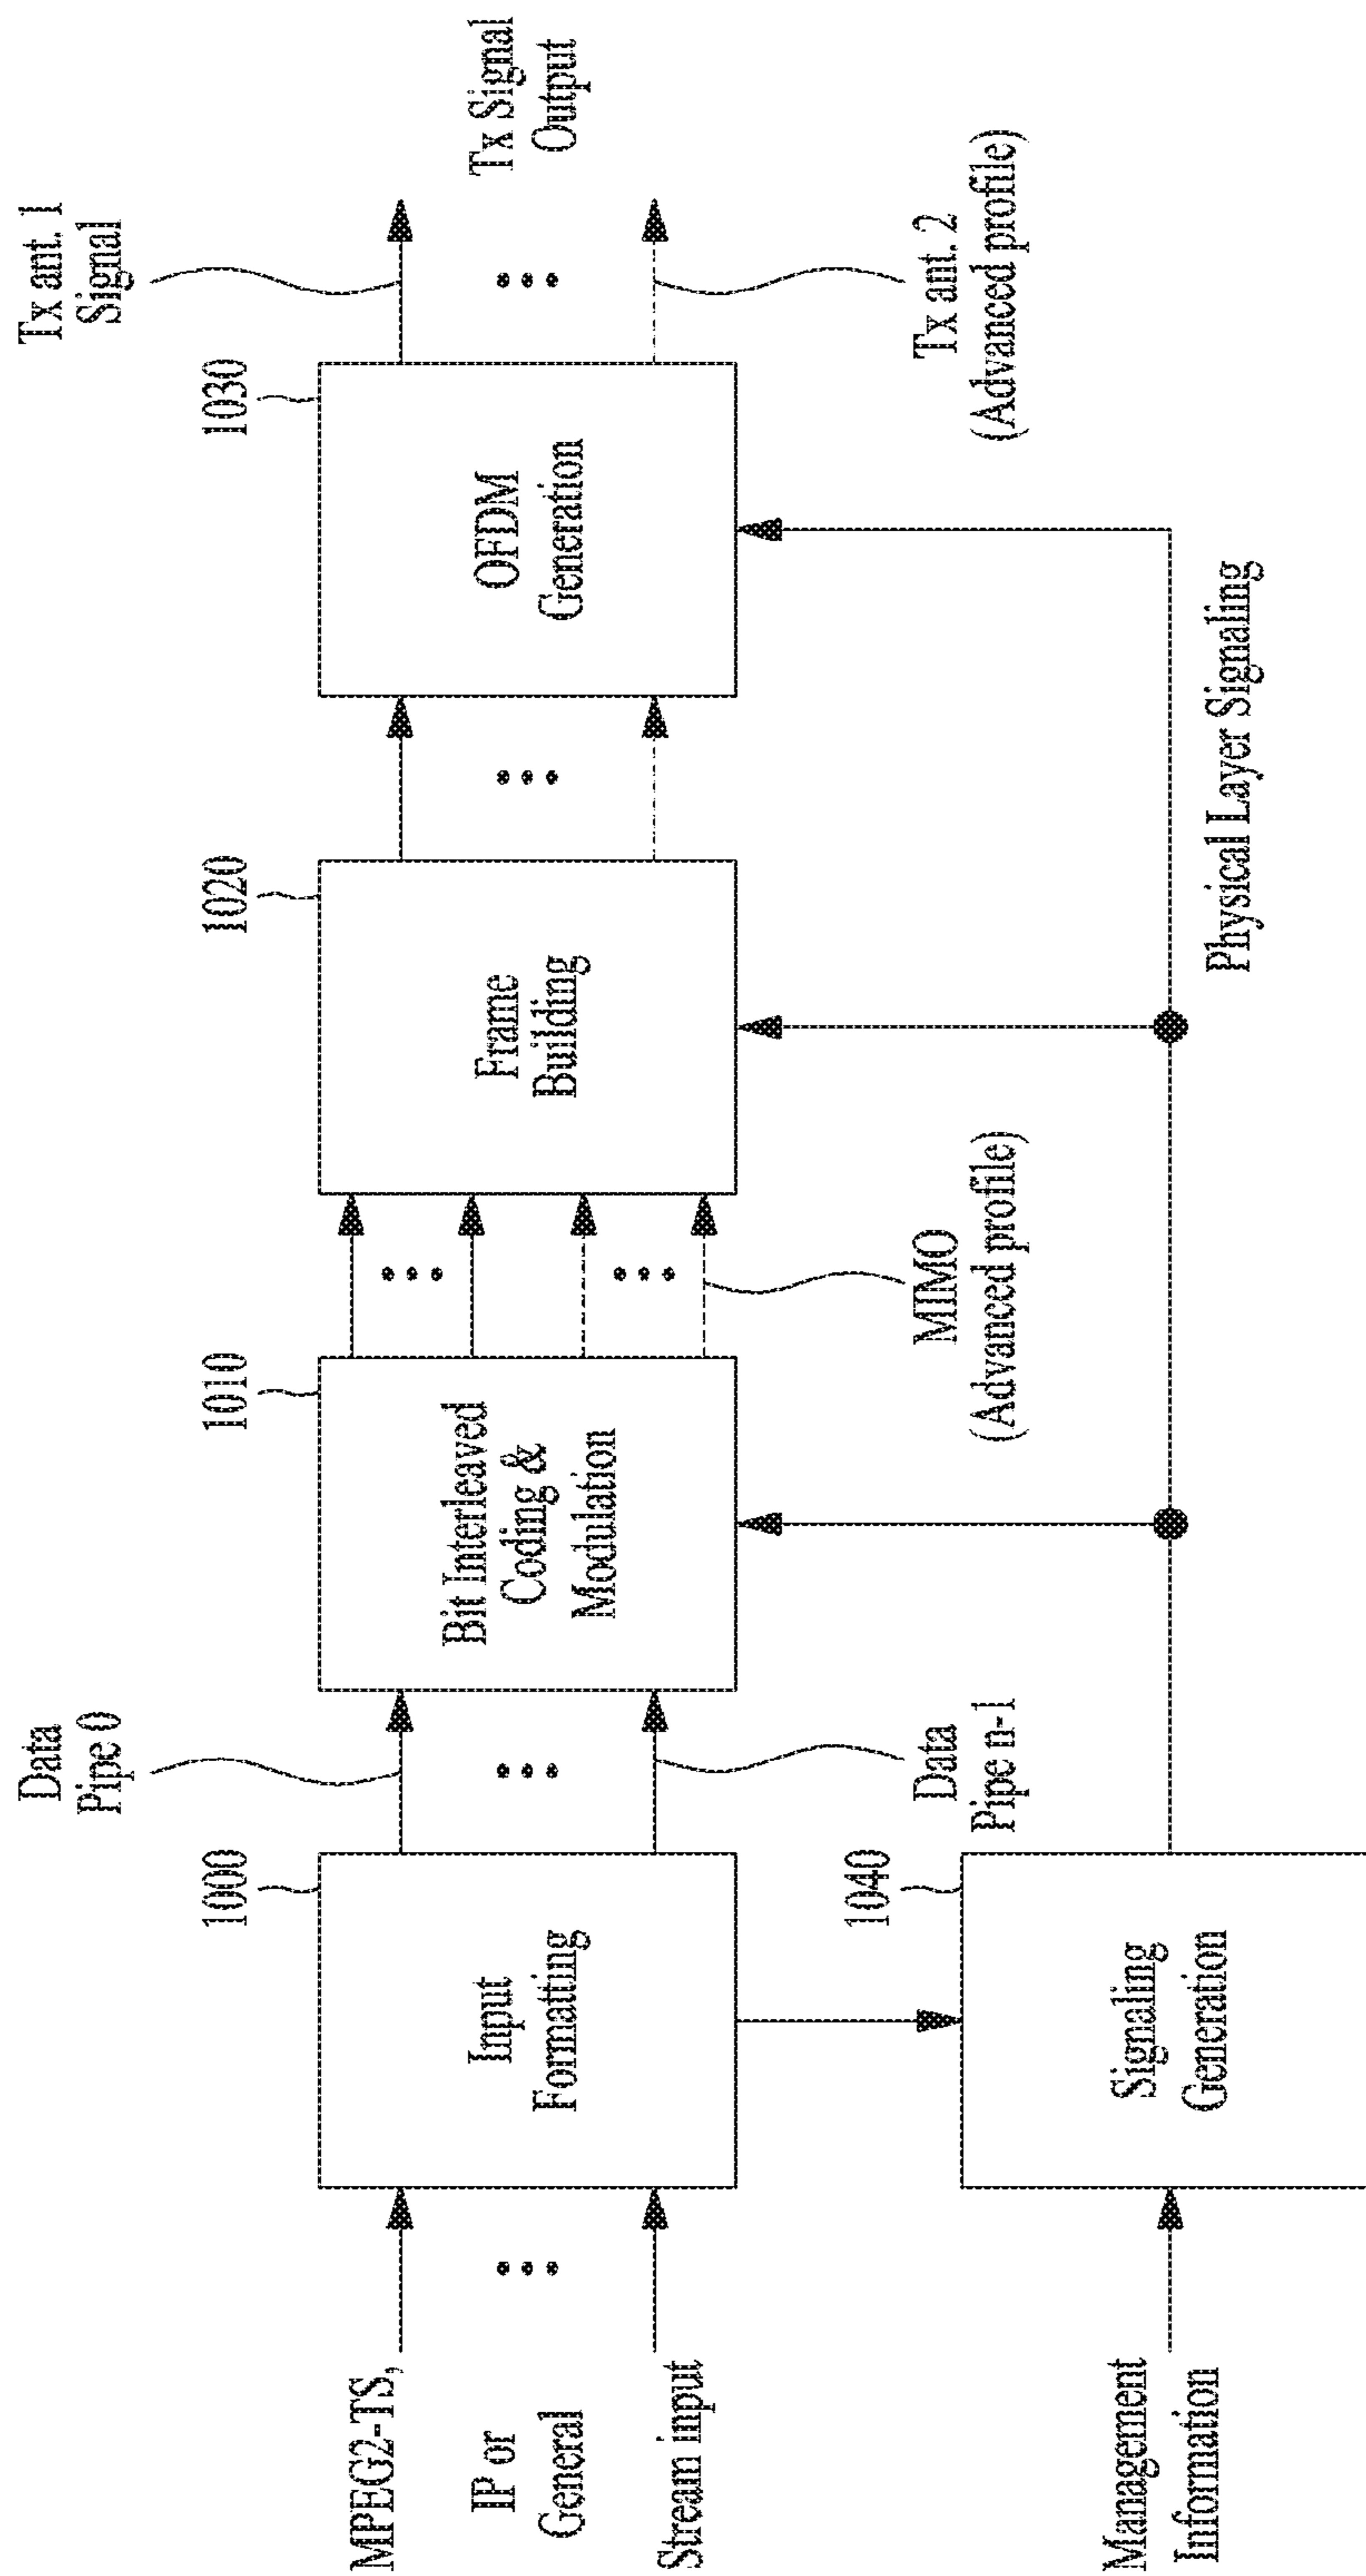 MPEG2-TS,
IP or
General
Stream input
1000
Input
Formatting
Data
Pipe 0
Data
Pipe n-1
1010
Bit Interleaved
Coding &
Modulation
MIMO
(Advanced profile)
1020
Frame
Building
1030
OFDM
Generation
Tx ant. 1
Signal
Tx Signal
Output
Tx ant. 2
(Advanced profile)
Management
Information
1040
Signaling
Generation
Physical Layer Signaling